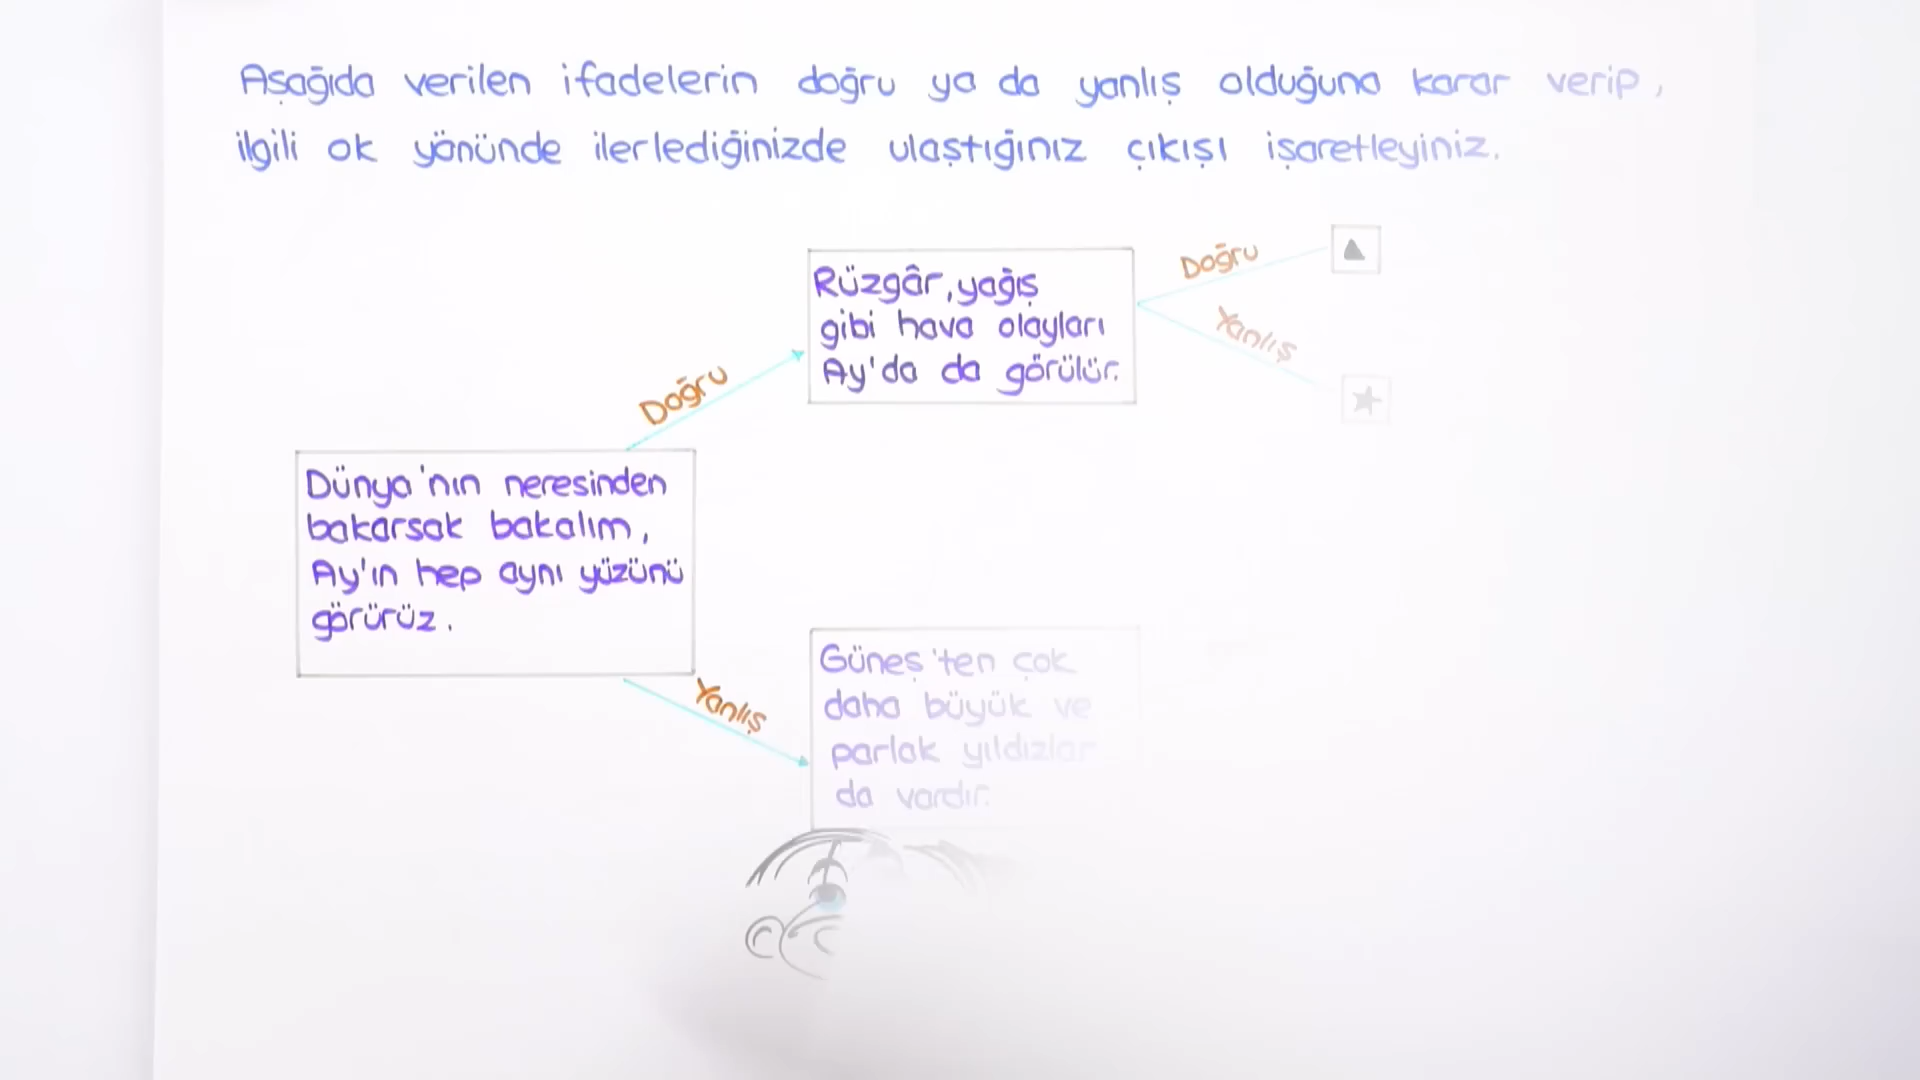 Aşağıda verilen ifadelerin doğru ya da yanlış olduğuna karar verip,
ilgili ok yönünde ilerlediğinizde ulaştığınız çıkışı işaretleyiniz.
Doğru
Rüzgâr, yağış
gibi hava olayları
Ay'da da görülür.
Yanlış
Doğru
Dünya'nın neresinden
bakarsak bakalım,
Ay'ın hep aynı yüzünü
görürüz.
Yanlış
Güneş'ten çok
daha büyük ve
parlak yıldızlar
da vardır.